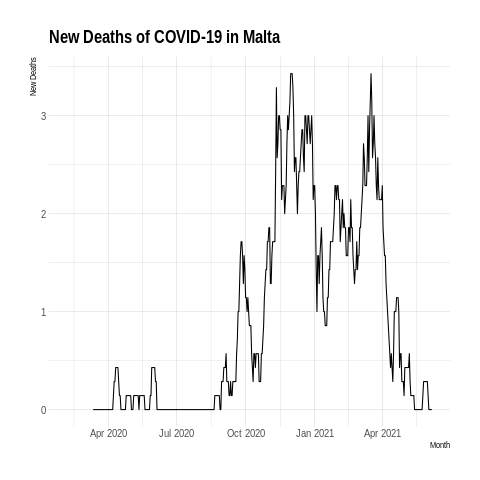 New Deaths of COVID-19 in Malta
New Deaths
3
2
1
0
Apr 2020 Jul 2020 Oct 2020 Jan 2021 Apr 2021
Month